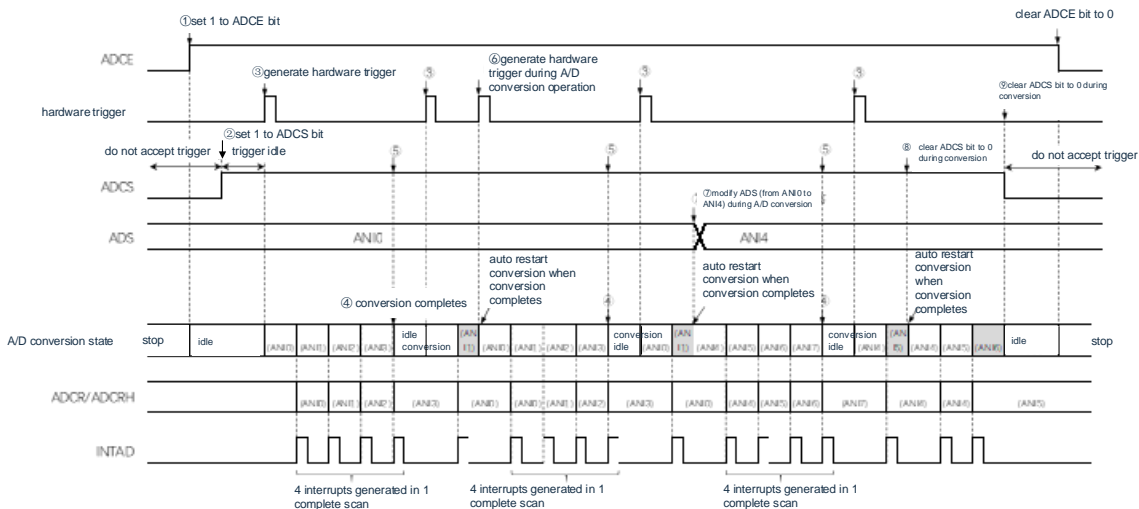 ①set 1 to ADCE bit
clear ADCE bit to 0
ADCE
③generate hardware trigger
③
⑥generate hardware
trigger during A/D
conversion operation
③
③
⑨clear ADCS bit to 0 during
conversion
hardware trigger
②set 1 to ADCS bit
do not accept trigger
trigger idle
⑤
⑤
⑤
⑧ clear ADCS bit to 0
during conversion
do not accept trigger
ADCS
⑦modify ADS (from ANI0 to
ANI4) during A/D conversion
ADS
ANI0
ANI4
auto restart
conversion when
conversion
completes
auto restart
conversion when
conversion completes
auto restart
conversion
when
conversion
completes
④ conversion completes
④
④
A/D conversion state
stop
idle
(ANI0)
(ANI1)
(ANI2)
(ANI3)
idle
conversion
(ANI0)
(ANI1)
(ANI2)
(ANI3)
conversion
idle
(ANI0)
(ANI4)
(ANI5)
(ANI6)
(ANI7)
conversion
idle
(ANI4)
(ANI4)
(ANI5)
(ANI6)
idle
stop
ADCR/ADCRH
(ANI0)
(ANI1)
(ANI2)
(ANI3)
(ANI0)
(ANI0)
(ANI1)
(ANI2)
(ANI3)
(ANI0)
(ANI4)
(ANI5)
(ANI6)
(ANI7)
(ANI4)
(ANI4)
(ANI5)
INTAD
4 interrupts generated in 1
complete scan
4 interrupts generated in 1
complete scan
4 interrupts generated in 1
complete scan